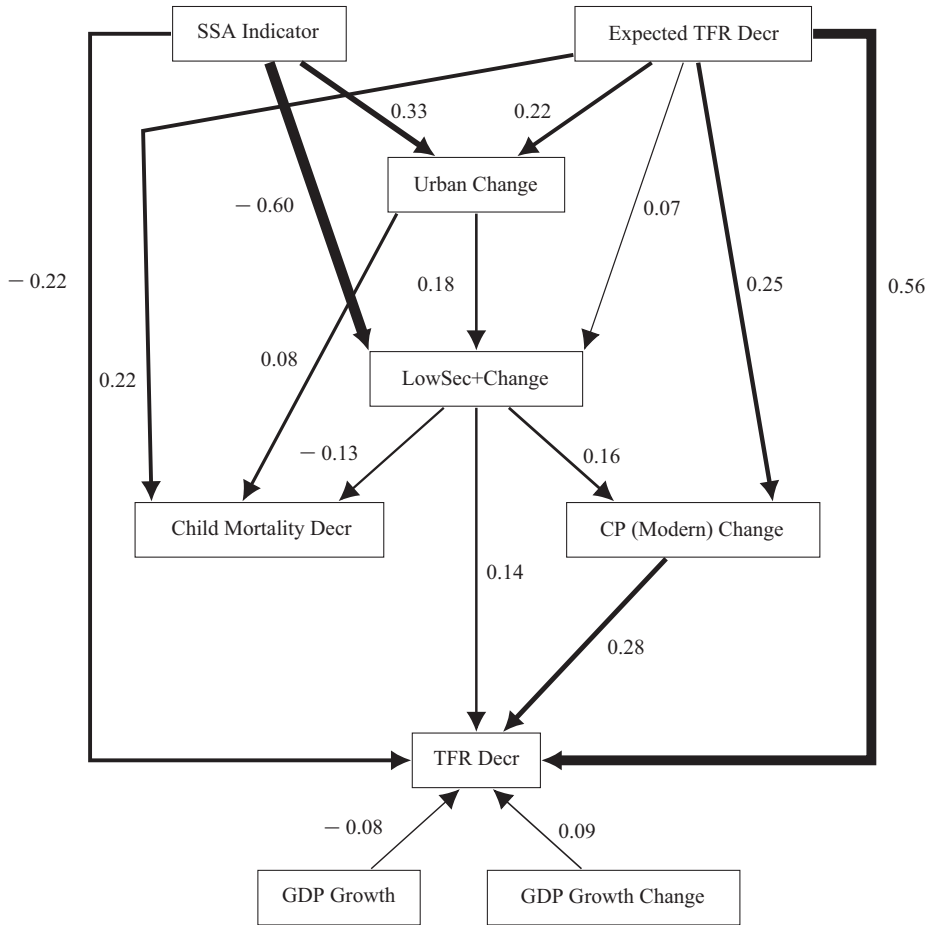 SSA Indicator
Expected TFR Decr
0.33
0.22
Urban Change
− 0.60
0.07
− 0.22
0.18
0.25
0.56
0.08
0.22
LowSec+Change
− 0.13
0.16
Child Mortality Decr
CP (Modern) Change
0.14
0.28
TFR Decr
− 0.08
0.09
GDP Growth
GDP Growth Change